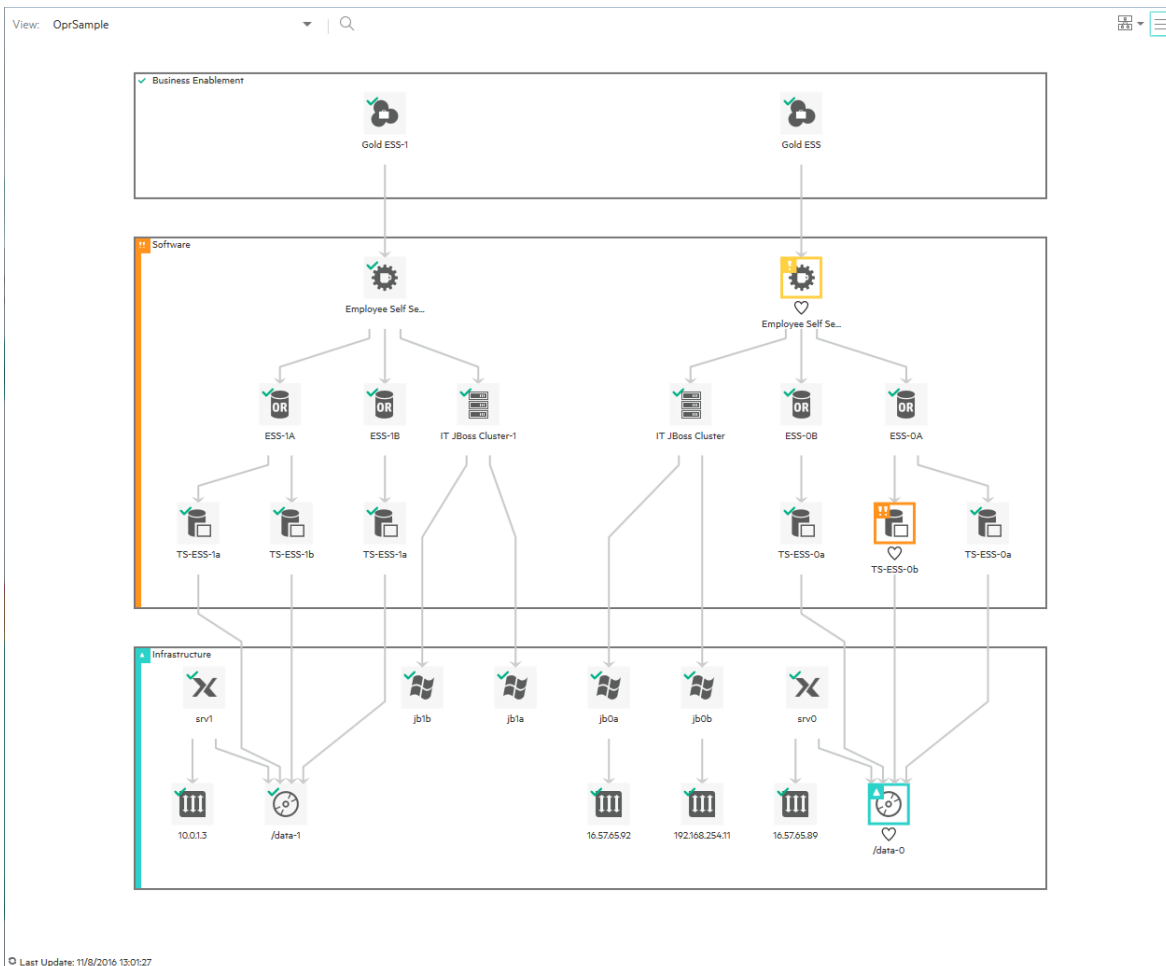 View: OprSample
Business Enablement
Gold ESS-1
Gold ESS
!! Software
!
Employee Self Se...
Employee Self Se...
OR
OR
OR
OR
ESS-1A
ESS-1B
IT JBoss Cluster-1
IT JBoss Cluster
ESS-0B
ESS-0A
!!
TS-ESS-1a
TS-ESS-1b
TS-ESS-1a
TS-ESS-0a
TS-ESS-0b
TS-ESS-0a
Infrastructure
srv1
jb1b
jb1a
jb0a
jb0b
srv0
10.0.1.3
/data-1
16.57.65.92
192.168.254.11
16.57.65.89
/data-0
Last Update: 11/8/2016 13:01:27